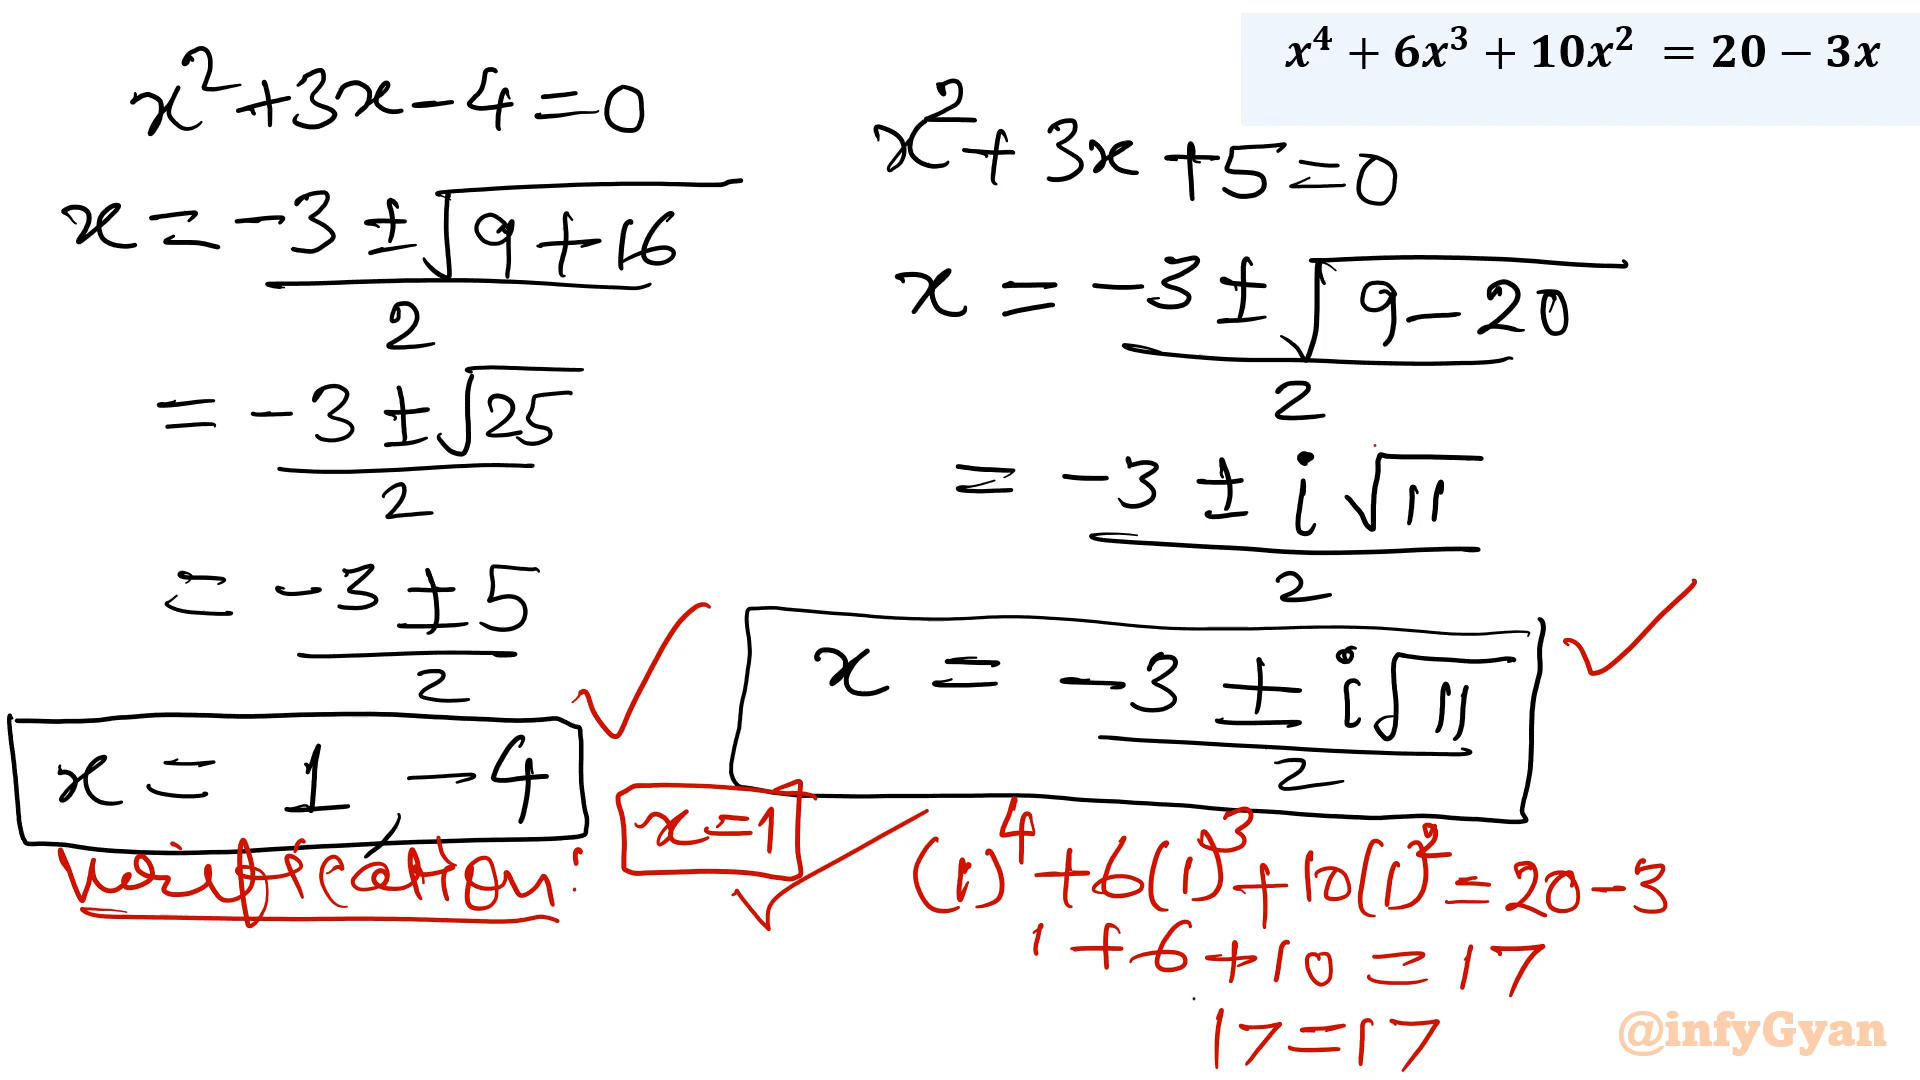 x⁴ + 6x³ + 10x² = 20 − 3x
x² + 3x − 4 = 0
x = (−3 ± √(9 + 16)) / 2
= (−3 ± √25) / 2
= (−3 ± 5) / 2
x = 1, −4
x² + 3x + 5 = 0
x = (−3 ± √(9 − 20)) / 2
= (−3 ± i√11) / 2
x = (−3 ± i√11) / 2
Verification:
x = 1
(1)⁴ + 6(1)³ + 10(1)² = 20 − 3
1 + 6 + 10 = 17
17 = 17
@infyGyan